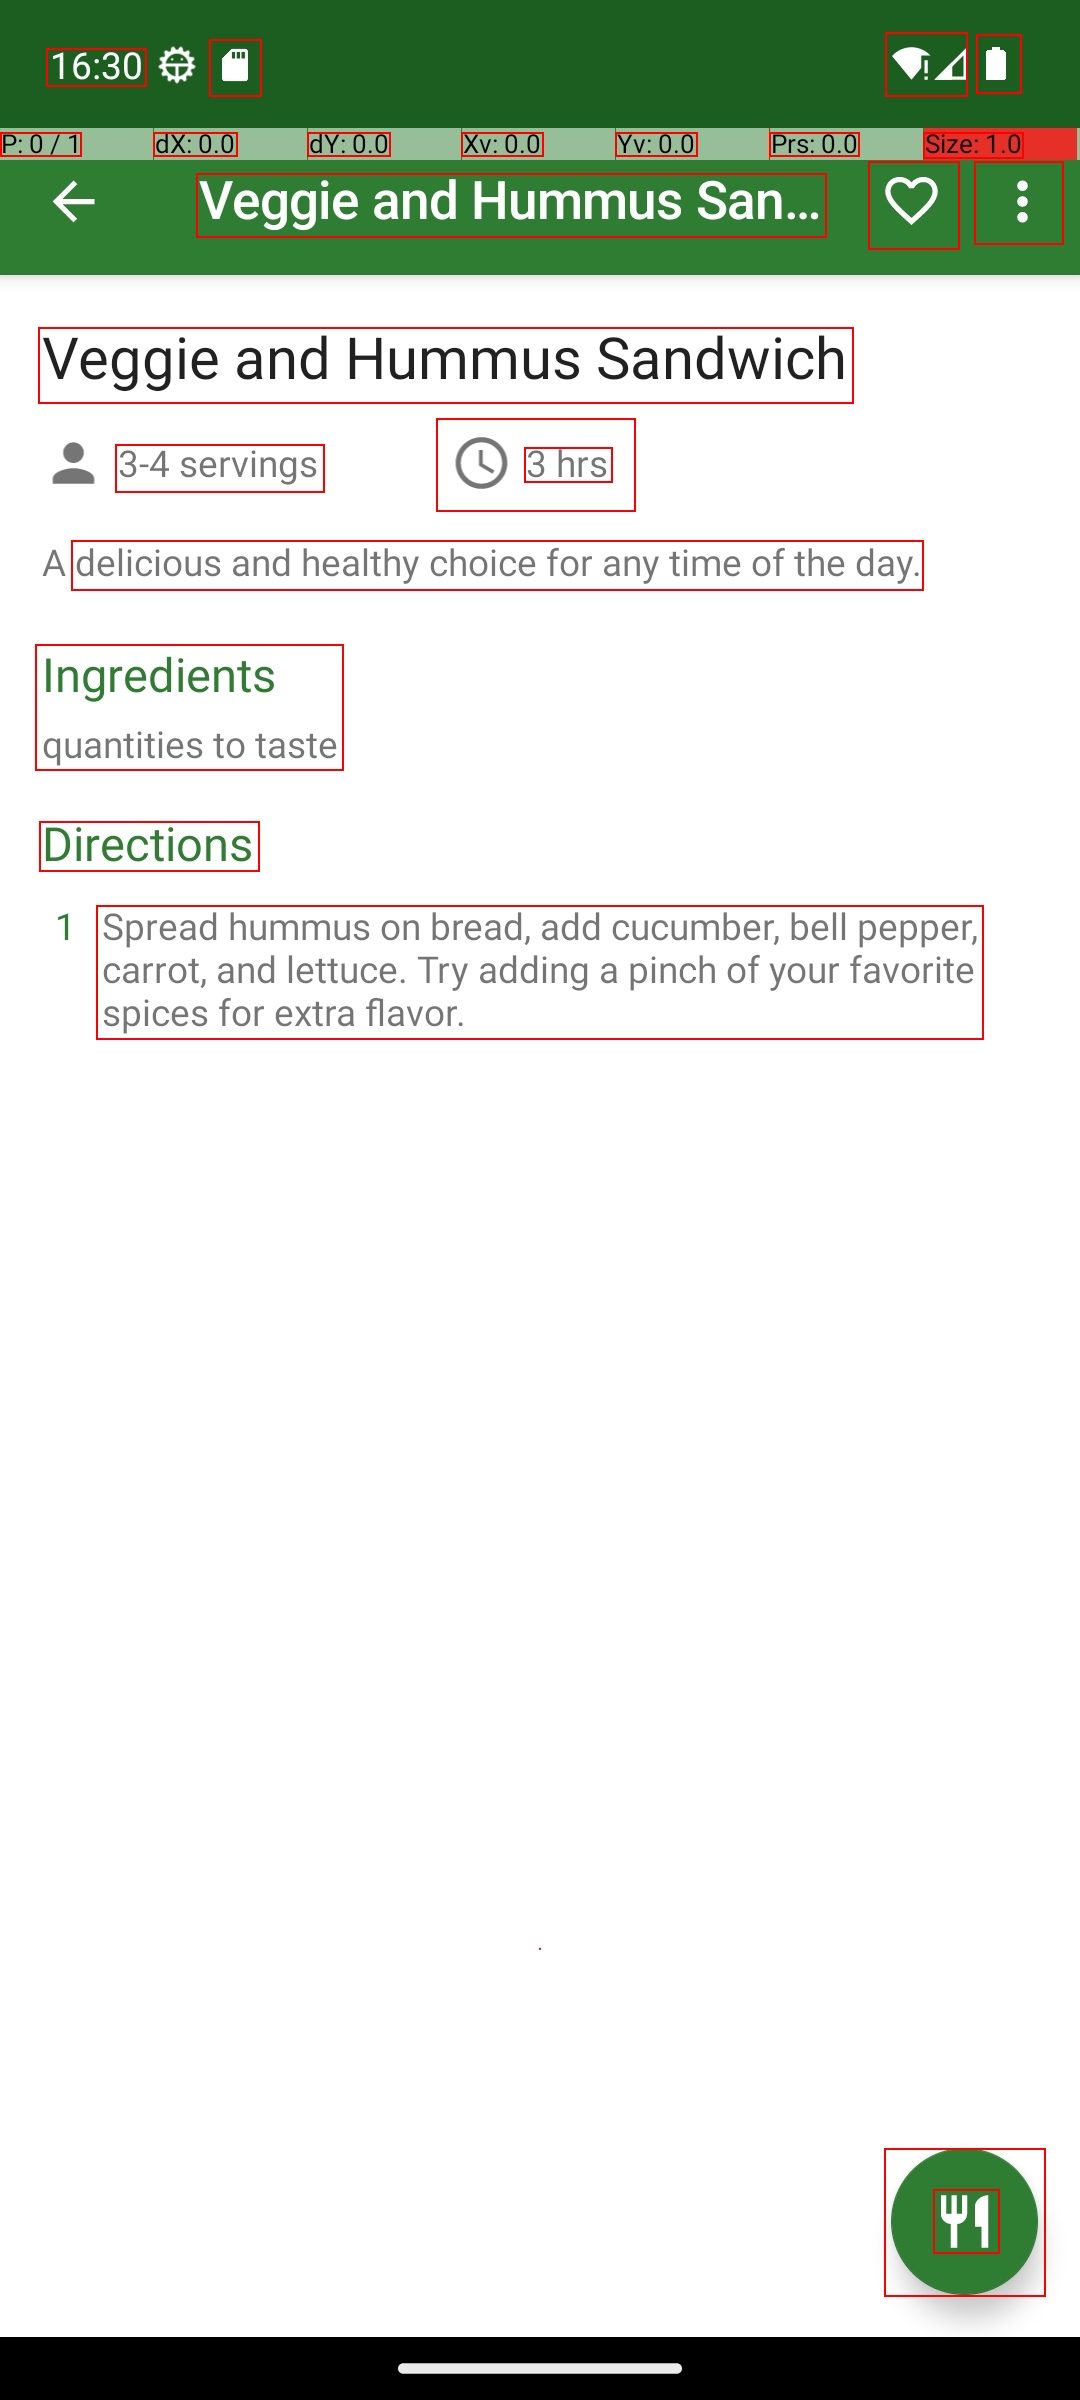 16:30
P: 0 / 1 dX: 0.0 dY: 0.0 Xv: 0.0 Yv: 0.0 Prs: 0.0 Size: 1.0
Veggie and Hummus San...
Veggie and Hummus Sandwich
3-4 servings 3 hrs
A delicious and healthy choice for any time of the day.
Ingredients
quantities to taste
Directions
1 Spread hummus on bread, add cucumber, bell pepper,
carrot, and lettuce. Try adding a pinch of your favorite
spices for extra flavor.